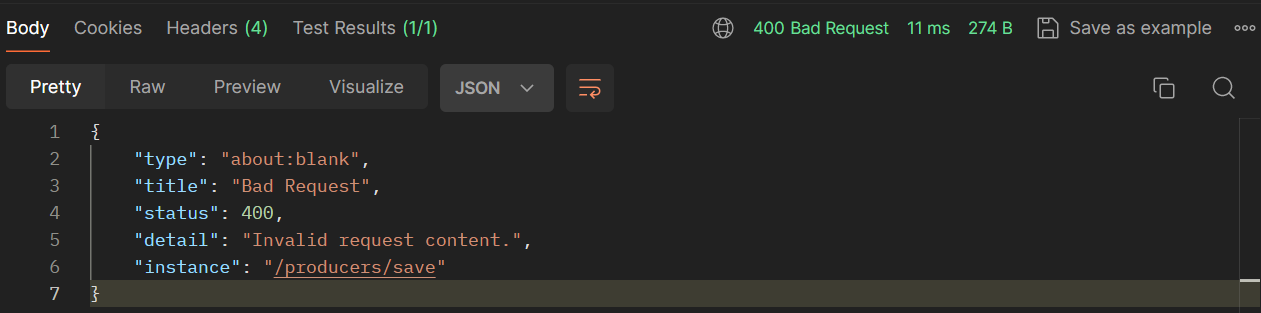 Body Cookies Headers (4) Test Results (1/1) 400 Bad Request 11 ms 274 B Save as example
Pretty Raw Preview Visualize JSON
1 {
2 "type": "about:blank",
3 "title": "Bad Request",
4 "status": 400,
5 "detail": "Invalid request content.",
6 "instance": "/producers/save"
7 }